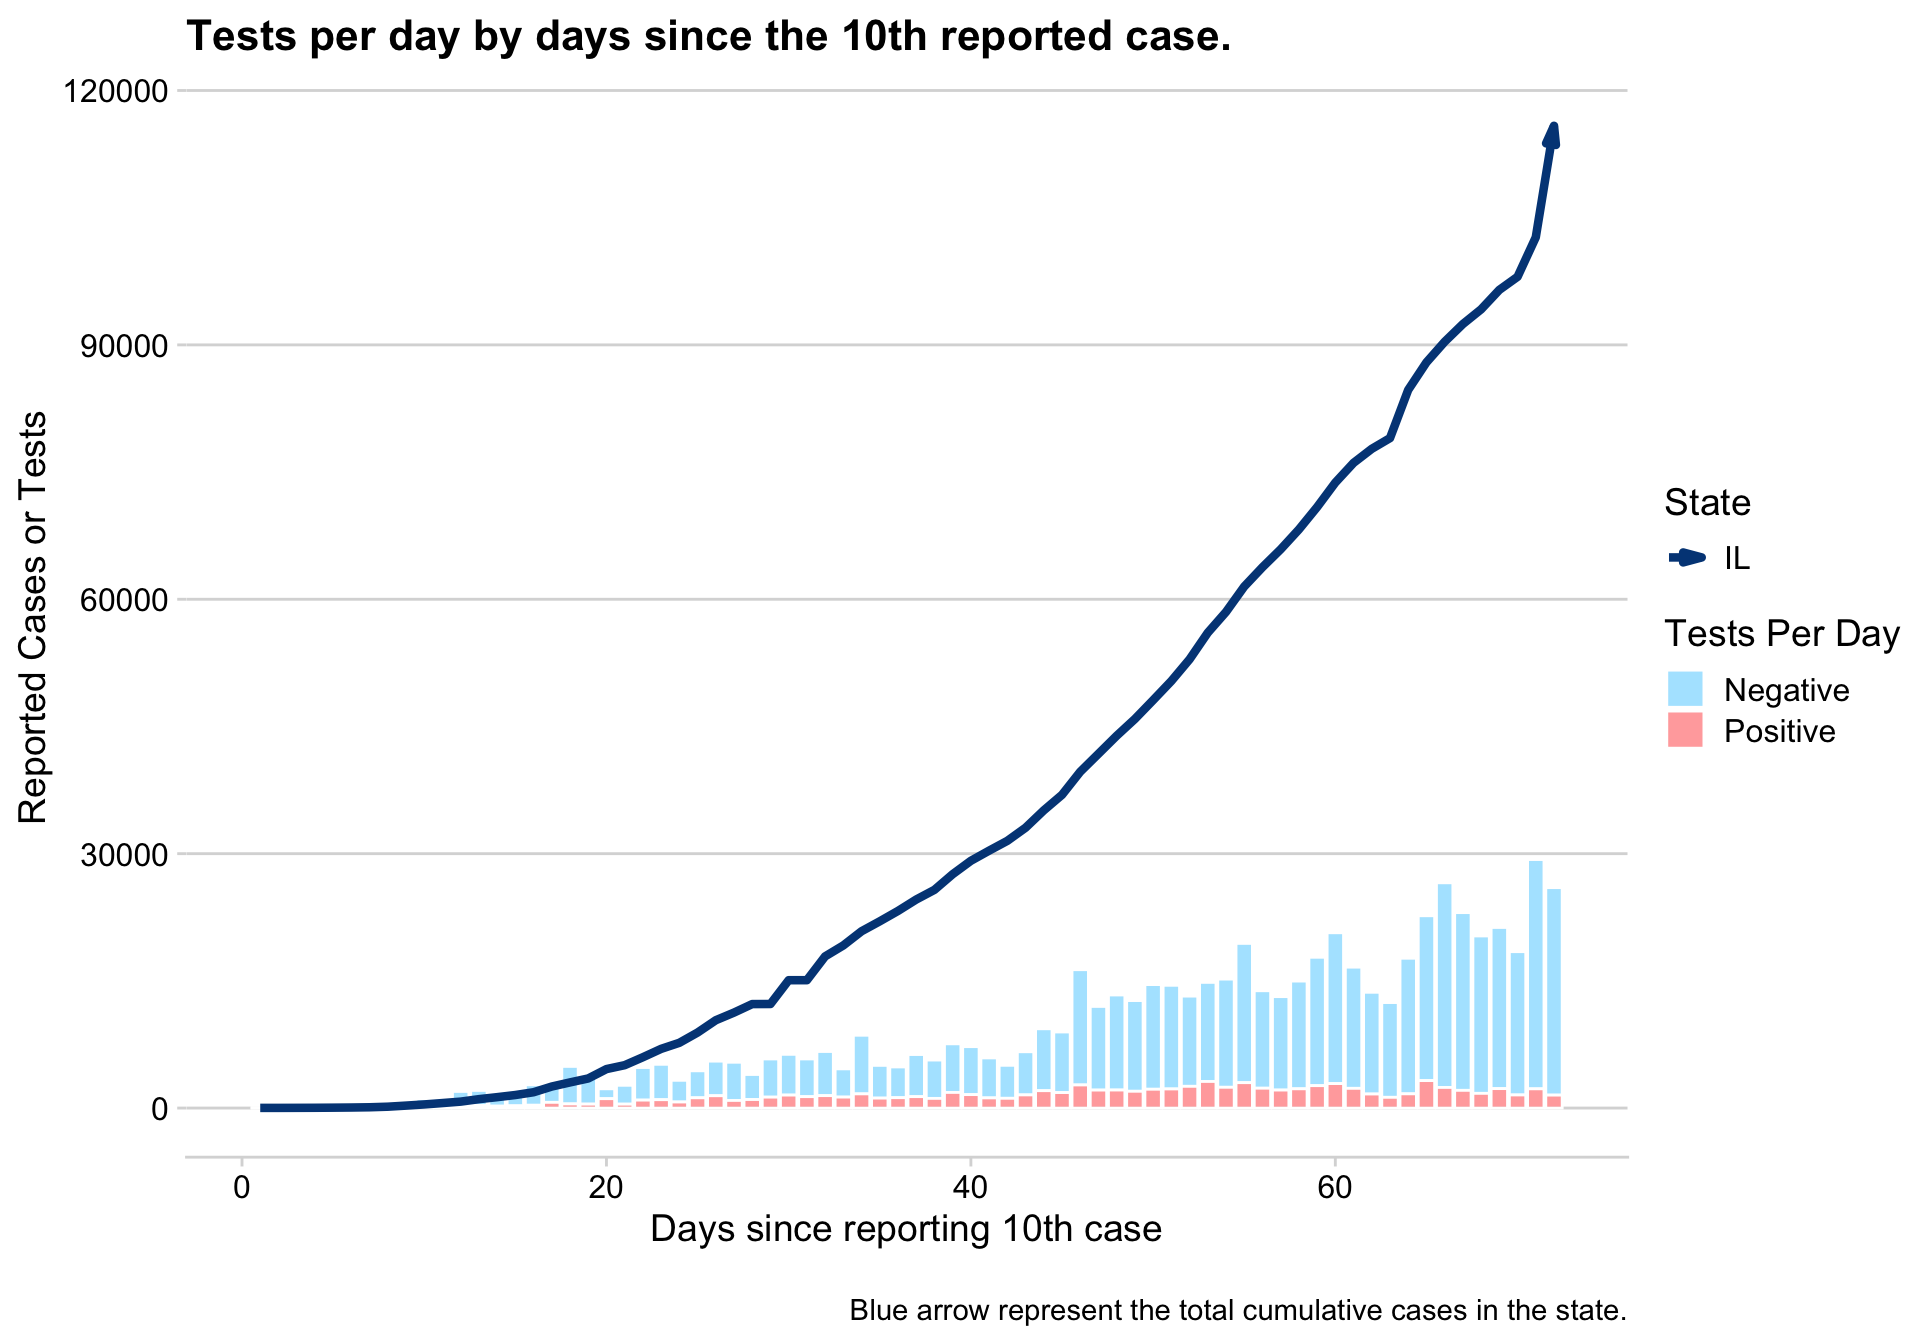 Tests per day by days since the 10th reported case.
120000
90000
60000
30000
0
Reported Cases or Tests
0
20
40
60
Days since reporting 10th case
State
IL
Tests Per Day
Negative
Positive
Blue arrow represent the total cumulative cases in the state.